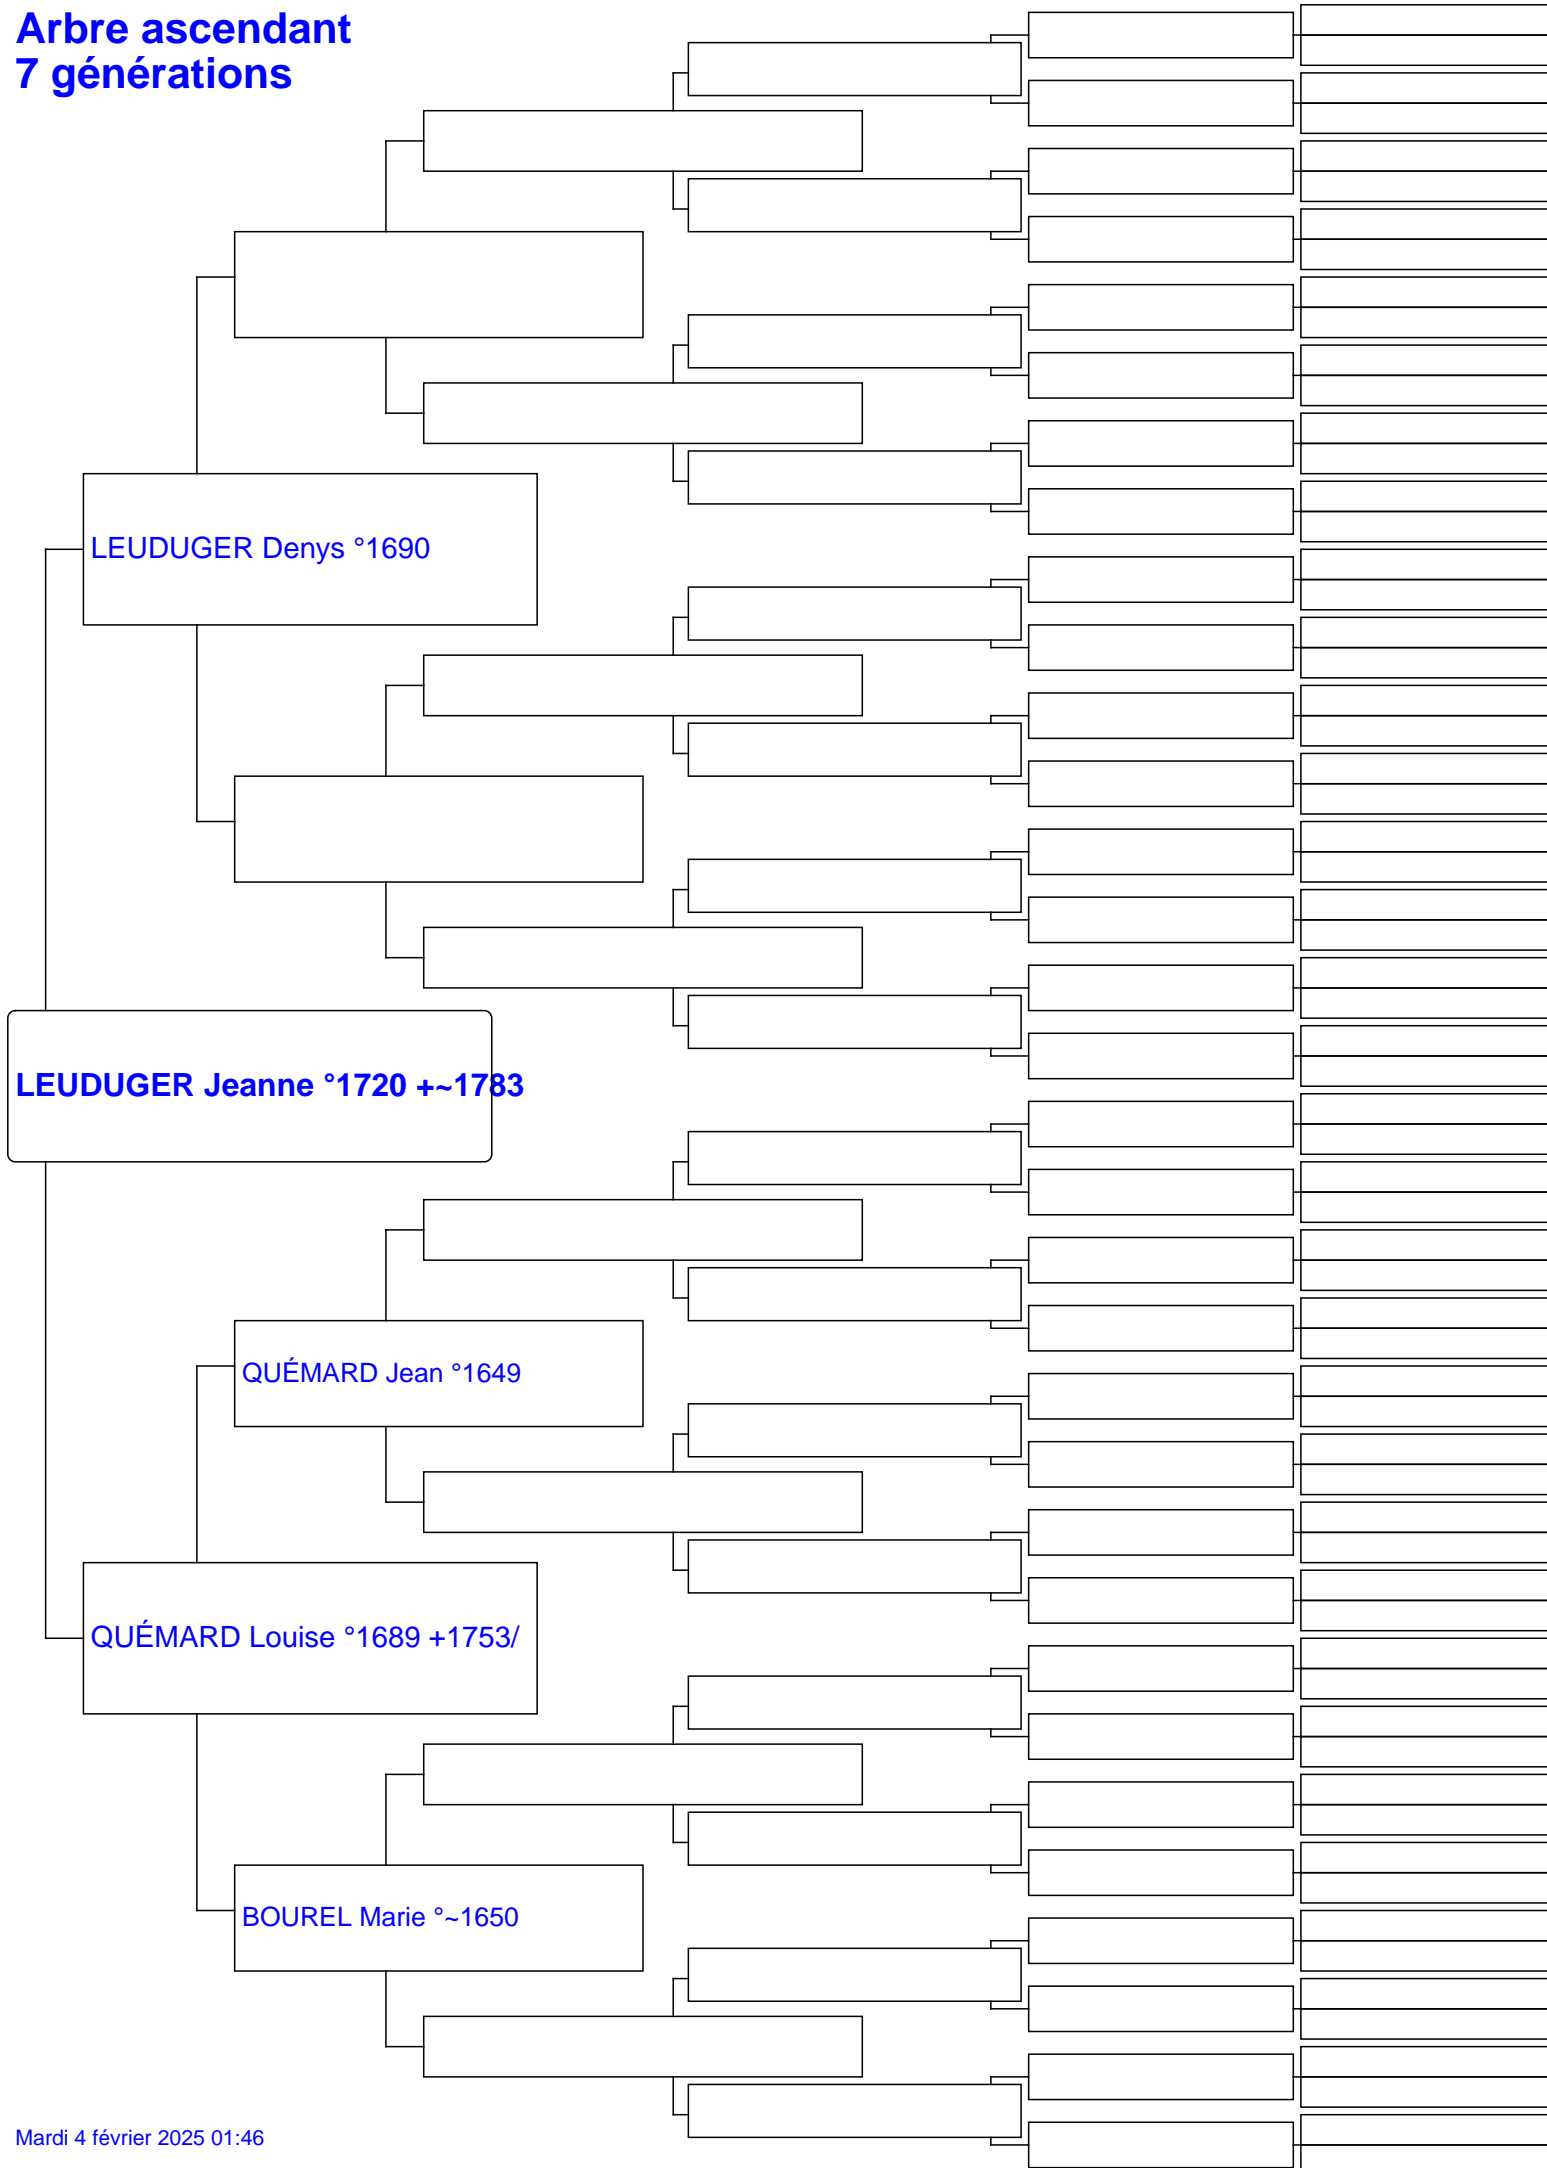 Arbre ascendant
7 générations
LEUDUGER Denys °1690
LEUDUGER Jeanne °1720 +~1783
QUÉMARD Jean °1649
QUÉMARD Louise °1689 +1753/
BOUREL Marie °~1650
Mardi 4 février 2025 01:46